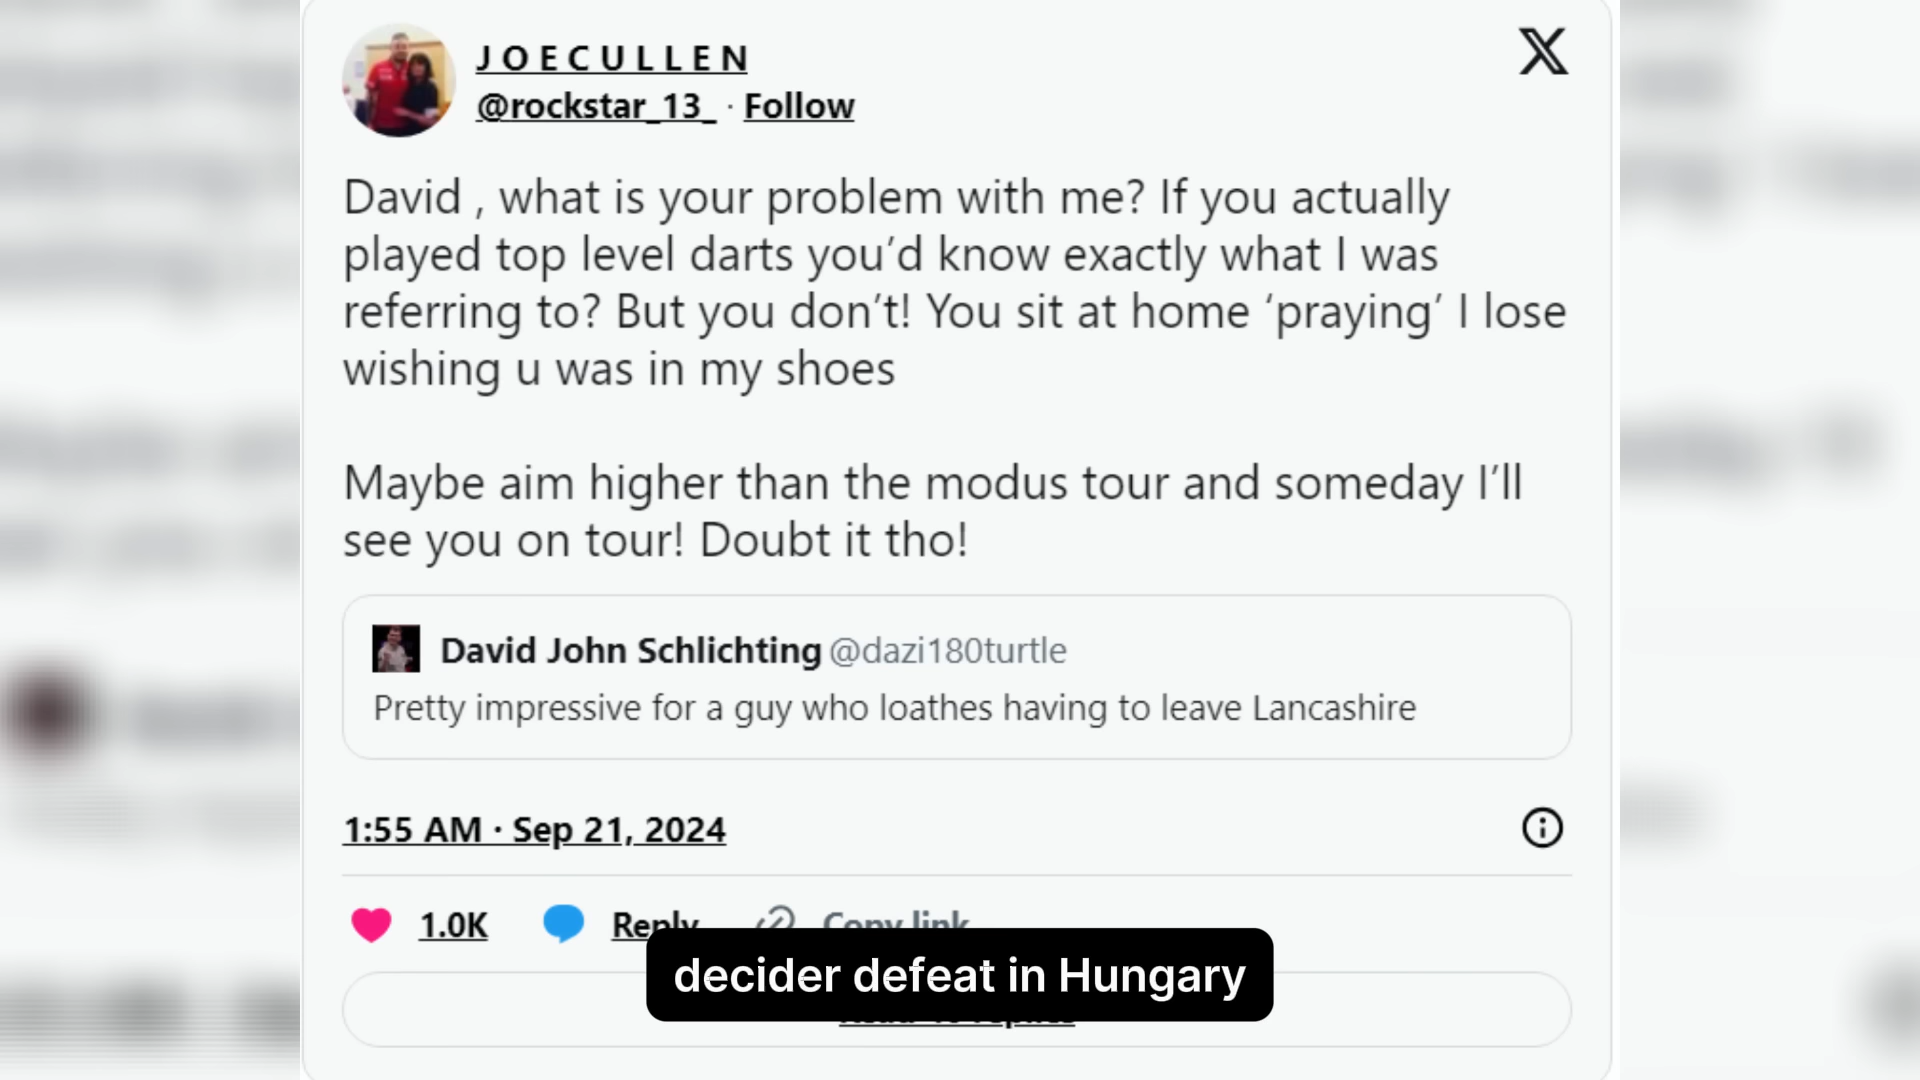 J O E C U L L E N
@rockstar_13_ · Follow
David , what is your problem with me? If you actually
played top level darts you’d know exactly what I was
referring to? But you don’t! You sit at home ‘praying’ I lose
wishing u was in my shoes
Maybe aim higher than the modus tour and someday I’ll
see you on tour! Doubt it tho!
David John Schlichting @dazi180turtle
Pretty impressive for a guy who loathes having to leave Lancashire
1:55 AM · Sep 21, 2024
1.0K Reply Copy link
decider defeat in Hungary